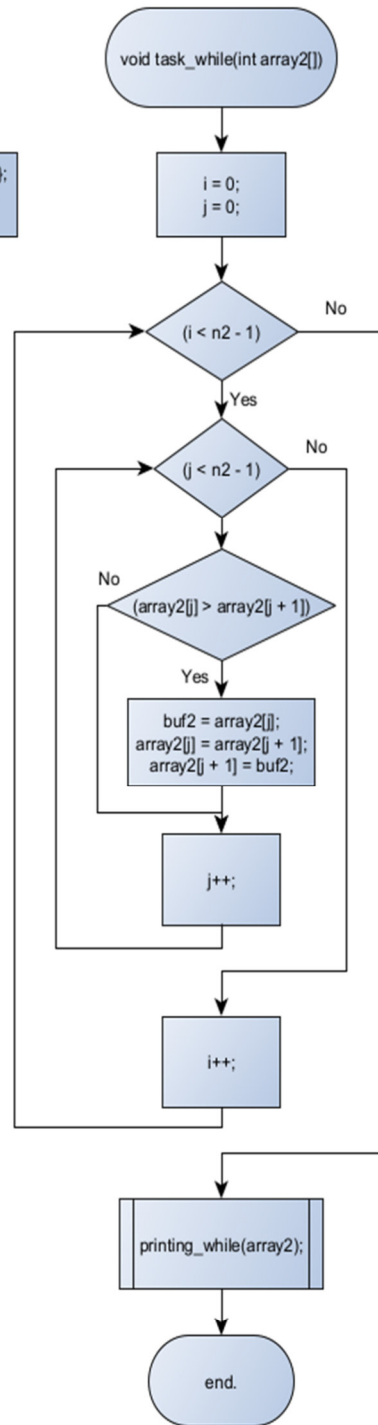 void task_while(int array2[])
};
i = 0;
j = 0;
No
(i < n2 - 1)
Yes
No
(j < n2 - 1)
No
(array2[j] > array2[j + 1])
Yes
buf2 = array2[j];
array2[j] = array2[j + 1];
array2[j + 1] = buf2;
j++;
i++;
printing_while(array2);
end.